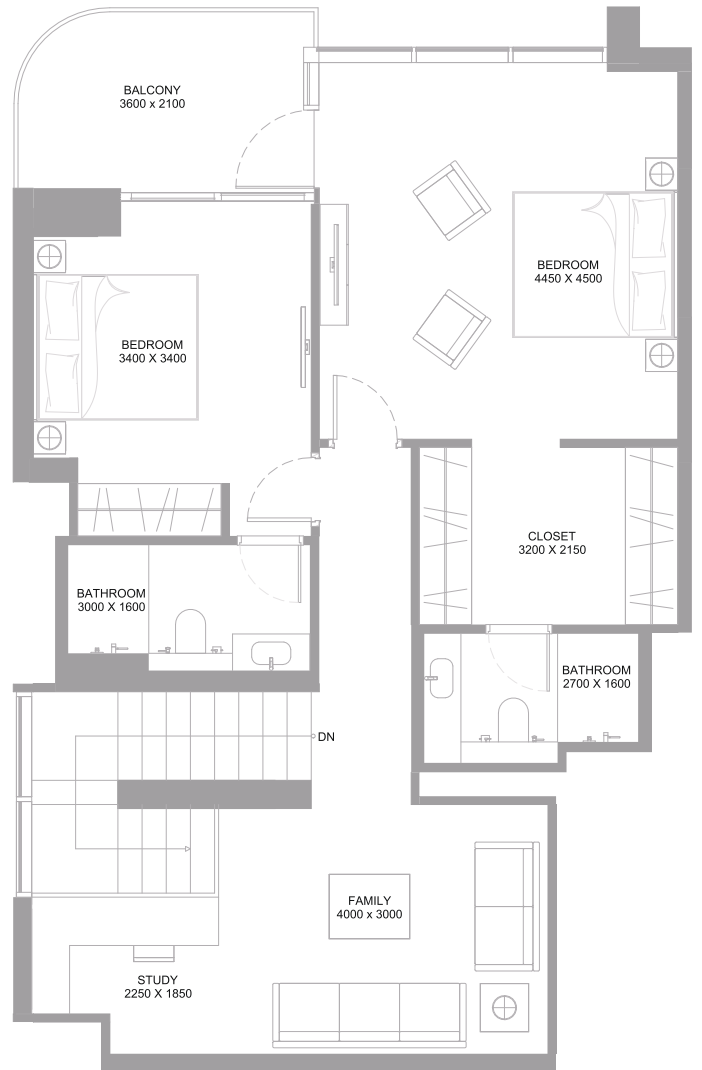 BALCONY
3600 x 2100
BEDROOM
4450 X 4500
BEDROOM
3400 X 3400
CLOSET
3200 X 2150
BATHROOM
3000 X 1600
BATHROOM
2700 X 1600
DN
FAMILY
4000 x 3000
STUDY
2250 X 1850